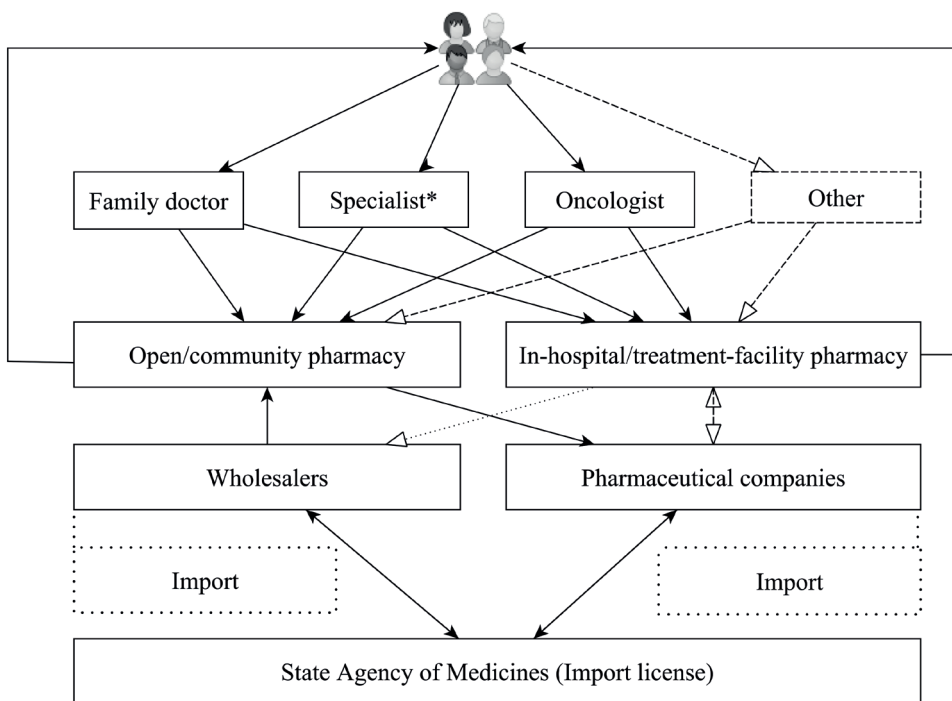 Family doctor
Specialist*
Oncologist
Other
Open/community pharmacy
In-hospital/treatment-facility pharmacy
Wholesalers
Pharmaceutical companies
Import
Import
State Agency of Medicines (Import license)